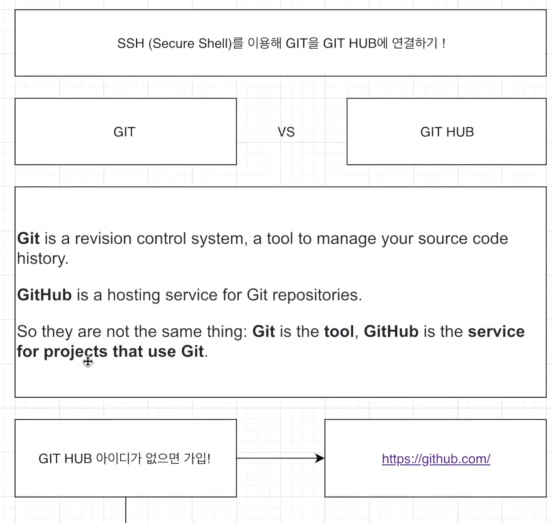 SSH (Secure Shell)를 이용해 GIT을 GIT HUB에 연결하기 !
GIT
VS
GIT HUB
Git is a revision control system, a tool to manage your source code
history.
GitHub is a hosting service for Git repositories.
So they are not the same thing: Git is the tool, GitHub is the service
for projects that use Git.
GIT HUB 아이디가 없으면 가입!
https://github.com/